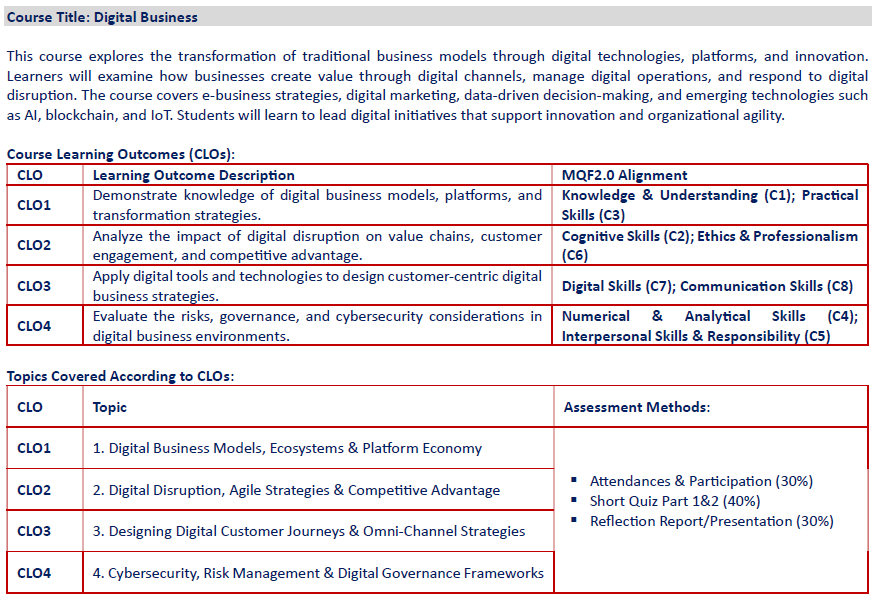 Course Title: Digital Business
This course explores the transformation of traditional business models through digital technologies, platforms, and innovation.
Learners will examine how businesses create value through digital channels, manage digital operations, and respond to digital
disruption. The course covers e-business strategies, digital marketing, data-driven decision-making, and emerging technologies such
as AI, blockchain, and IoT. Students will learn to lead digital initiatives that support innovation and organizational agility.
Course Learning Outcomes (CLOs):
CLO Learning Outcome Description MQF2.0 Alignment
CLO1
Demonstrate knowledge of digital business models, platforms, and
transformation strategies.
Knowledge & Understanding (C1); Practical
Skills (C3)
CLO2
Analyze the impact of digital disruption on value chains, customer
engagement, and competitive advantage.
Cognitive Skills (C2); Ethics & Professionalism
(C6)
CLO3
Apply digital tools and technologies to design customer-centric digital
business strategies.
Digital Skills (C7); Communication Skills (C8)
CLO4
Evaluate the risks, governance, and cybersecurity considerations in
digital business environments.
Numerical & Analytical Skills (C4);
Interpersonal Skills & Responsibility (C5)
Topics Covered According to CLOs:
CLO Topic Assessment Methods:
CLO1 1. Digital Business Models, Ecosystems & Platform Economy
CLO2 2. Digital Disruption, Agile Strategies & Competitive Advantage
CLO3 3. Designing Digital Customer Journeys & Omni-Channel Strategies
CLO4 4. Cybersecurity, Risk Management & Digital Governance Frameworks
▪ Attendances & Participation (30%)
▪ Short Quiz Part 1&2 (40%)
▪ Reflection Report/Presentation (30%)